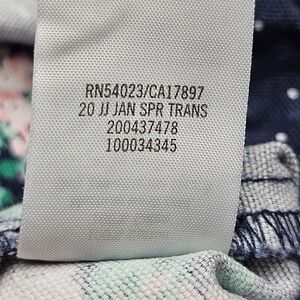 RN54023/CA17897
20 JJ JAN SPR TRANS
200437478
100034345